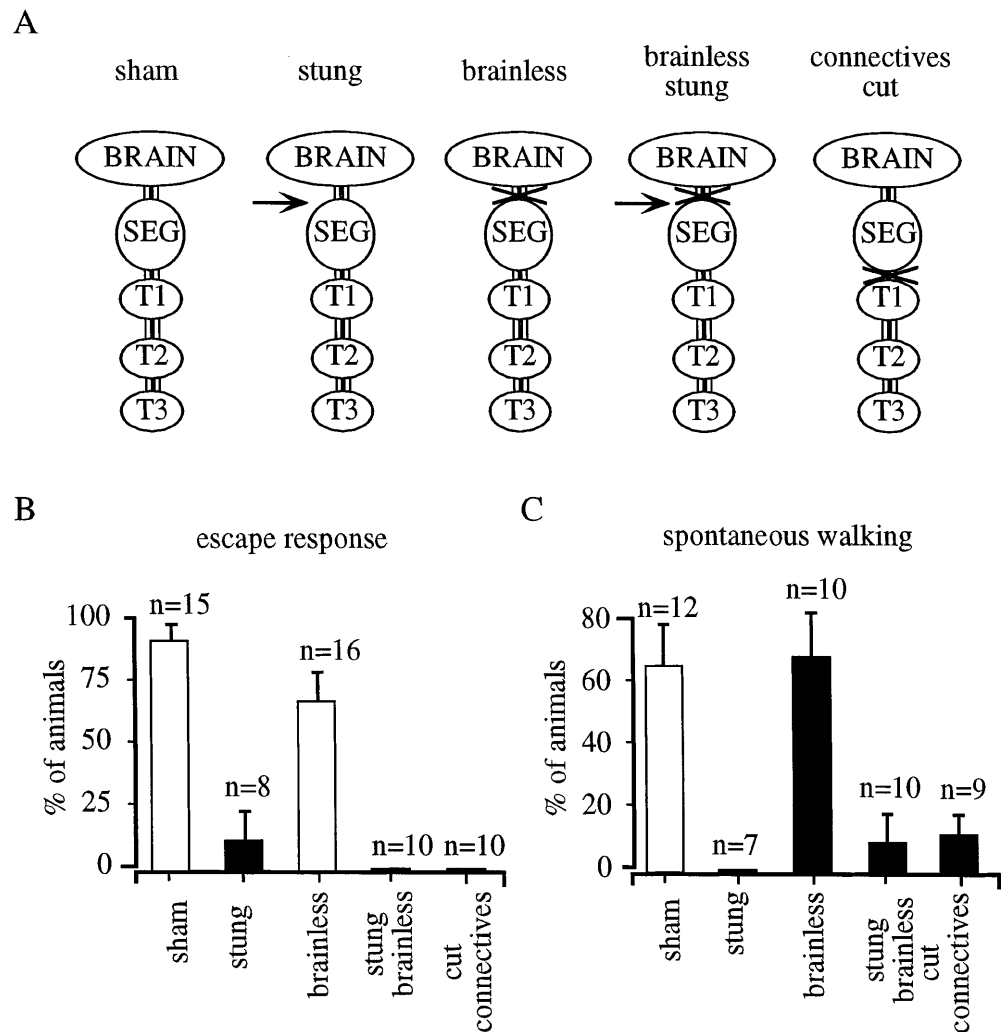 A
sham
stung
brainless
brainless
stung
connectives
cut
BRAIN
SEG
T1
T2
T3
BRAIN
SEG
T1
T2
T3
BRAIN
SEG
T1
T2
T3
BRAIN
SEG
T1
T2
T3
BRAIN
SEG
T1
T2
T3
B
escape response
% of animals
100
75
50
25
0
n=15
n=8
n=16
n=10
n=10
sham
stung
brainless
stung
brainless
cut
connectives
C
spontaneous walking
% of animals
80
60
40
20
0
n=12
n=7
n=10
n=10
n=9
sham
stung
brainless
stung
brainless
cut
connectives